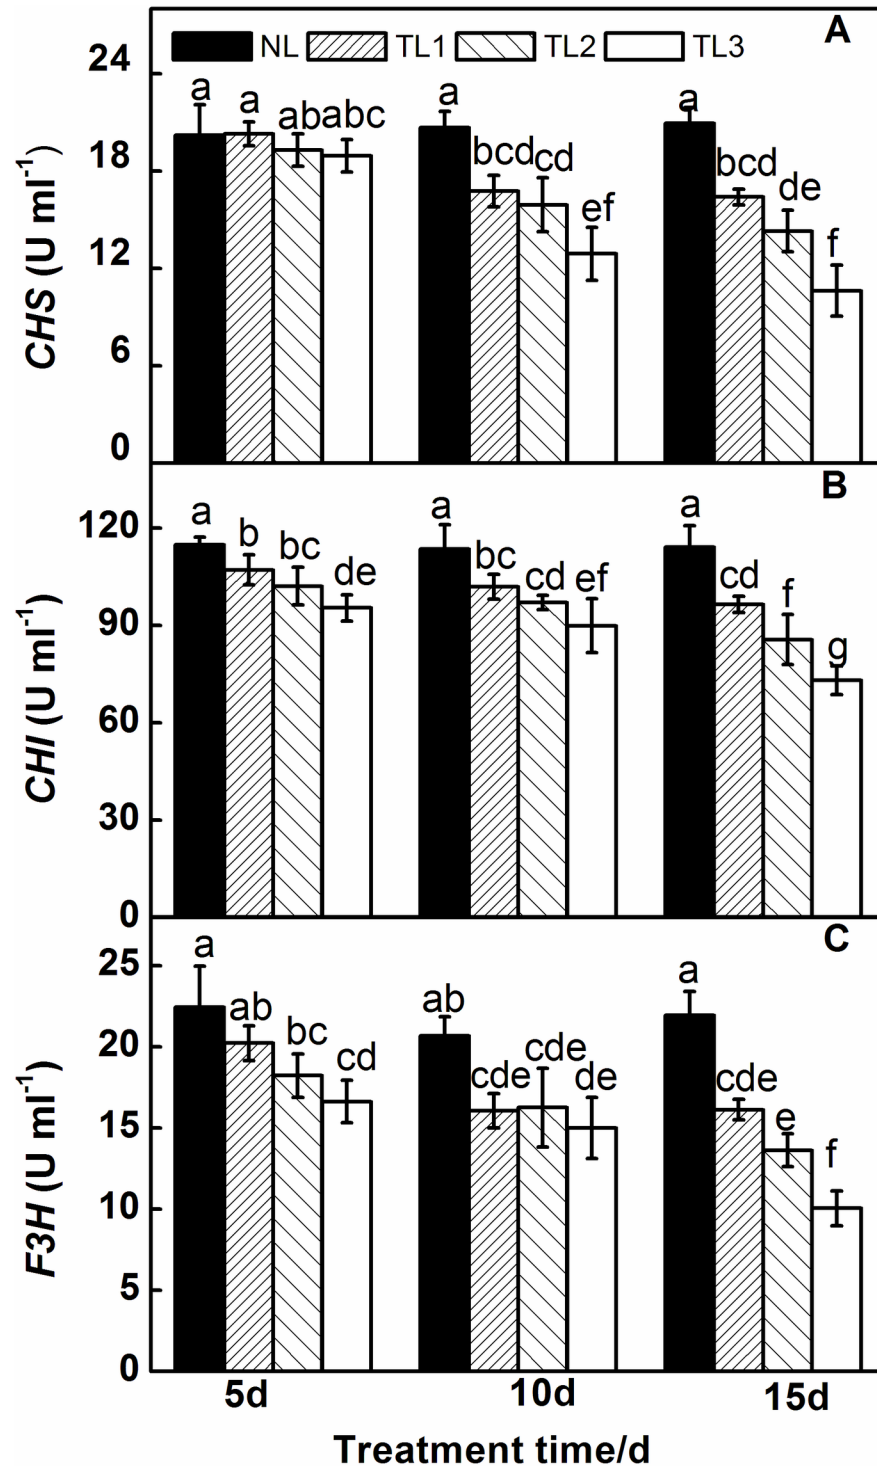 A
NL TL1 TL2 TL3
24
18
12
6
0
CHS (U ml-1)
a a ab abc
a bcd cd ef
a bcd de f
B
120
90
60
30
0
CHI (U ml-1)
a b bc de
a bc cd ef
a cd f g
C
25
20
15
10
5
0
F3H (U ml-1)
a ab bc cd
ab cde cde de
a cde e f
5d 10d 15d
Treatment time/d